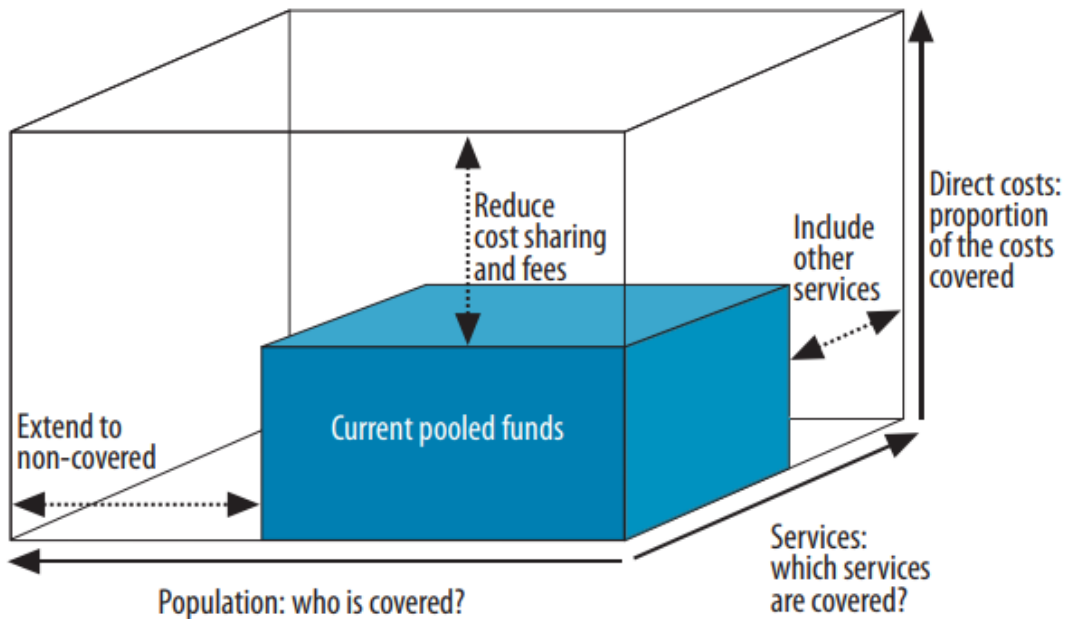 Reduce
cost sharing
and fees
Include
other
services
Direct costs:
proportion
of the costs
covered
Extend to
non-covered
Current pooled funds
Population: who is covered?
Services:
which services
are covered?